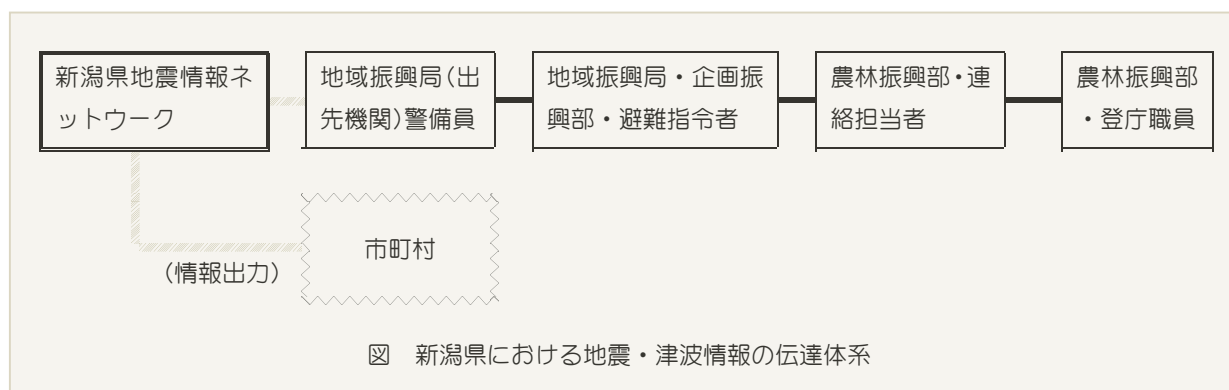 新潟県地震情報ネ
ットワーク
地域振興局(出
先機関)警備員
地域振興局・企画振
興部・避難指令者
農林振興部・連
絡担当者
農林振興部
・登庁職員
市町村
(情報出力)
図 新潟県における地震・津波情報の伝達体系